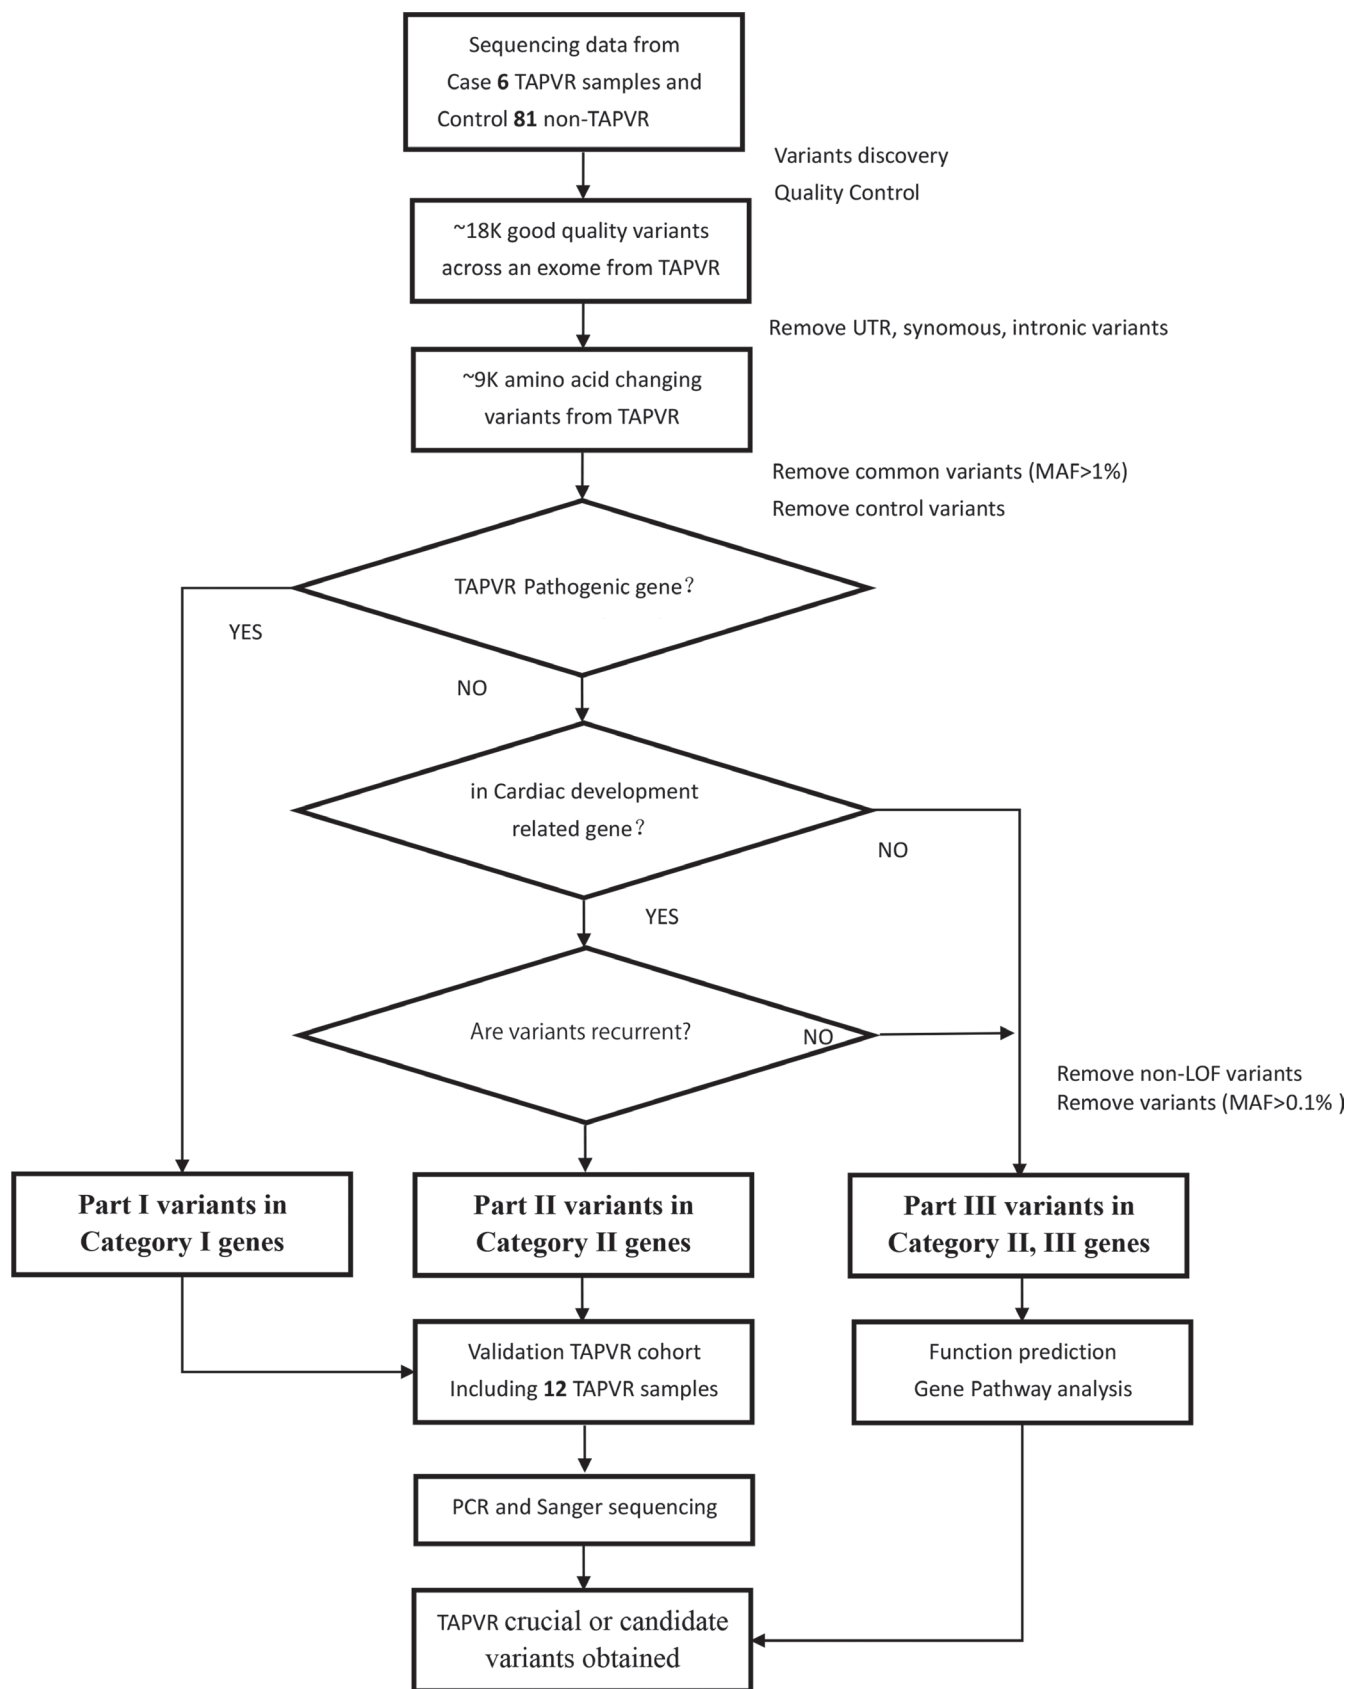 Sequencing data from
Case 6 TAPVR samples and
Control 81 non-TAPVR
Variants discovery
Quality Control
~18K good quality variants
across an exome from TAPVR
Remove UTR, synomous, intronic variants
~9K amino acid changing
variants from TAPVR
Remove common variants (MAF>1%)
Remove control variants
TAPVR Pathogenic gene?
YES
NO
in Cardiac development
related gene?
NO
YES
Are variants recurrent?
NO
Remove non-LOF variants
Remove variants (MAF>0.1% )
Part I variants in
Category I genes
Part II variants in
Category II genes
Part III variants in
Category II, III genes
Validation TAPVR cohort
Including 12 TAPVR samples
Function prediction
Gene Pathway analysis
PCR and Sanger sequencing
TAPVR crucial or candidate
variants obtained